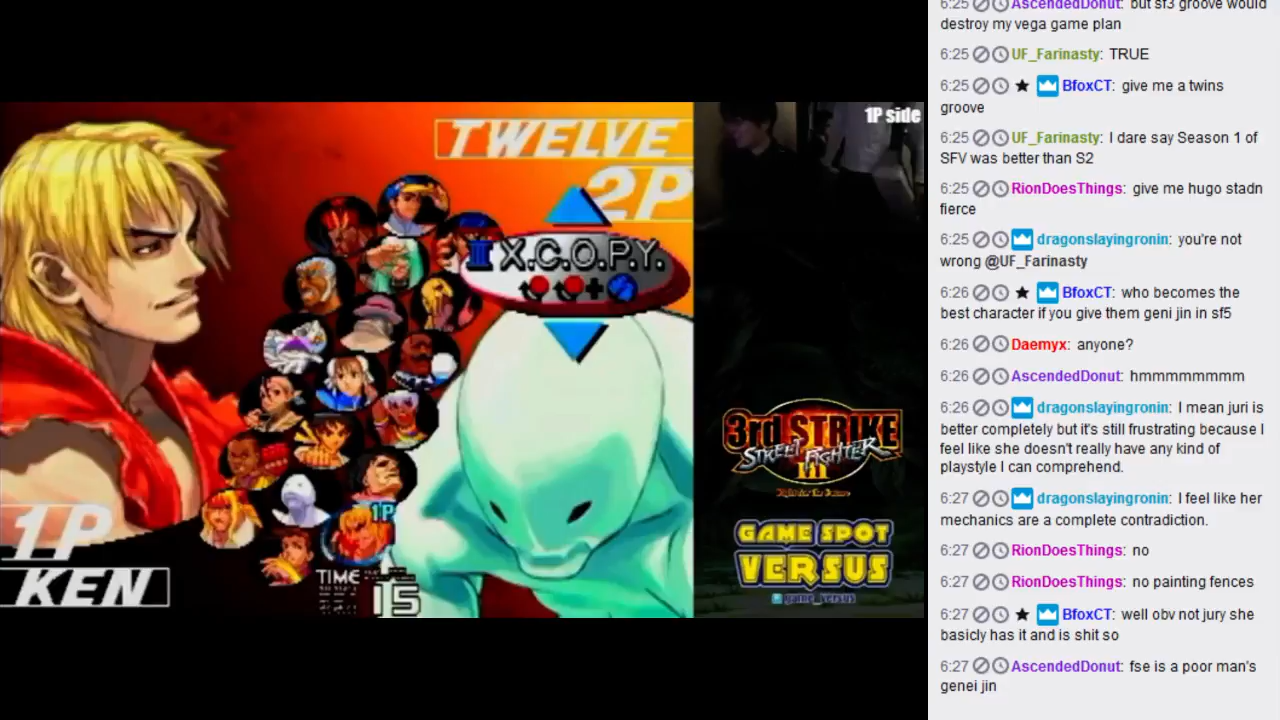 TWELVE
2P
III X.C.O.P.Y.
+
1P
KEN
1P
TIME
15
1P side
3rd STRIKE
STREET FIGHTER
III
Fight for the Future
GAME SPOT
VERSUS
game_versus
6:25 AscendedDonut: but sf3 groove would
destroy my vega game plan
6:25 UF_Farinasty: TRUE
6:25 BfoxCT: give me a twins
groove
6:25 UF_Farinasty: I dare say Season 1 of
SFV was better than S2
6:25 RionDoesThings: give me hugo stadn
fierce
6:25 dragonslayingronin: you're not
wrong @UF_Farinasty
6:26 BfoxCT: who becomes the
best character if you give them geni jin in sf5
6:26 Daemyx: anyone?
6:26 AscendedDonut: hmmmmmmmm
6:26 dragonslayingronin: I mean juri is
better completely but it's still frustrating because I
feel like she doesn't really have any kind of
playstyle I can comprehend.
6:27 dragonslayingronin: I feel like her
mechanics are a complete contradiction.
6:27 RionDoesThings: no
6:27 RionDoesThings: no painting fences
6:27 BfoxCT: well obv not jury she
basicly has it and is shit so
6:27 AscendedDonut: fse is a poor man's
genei jin